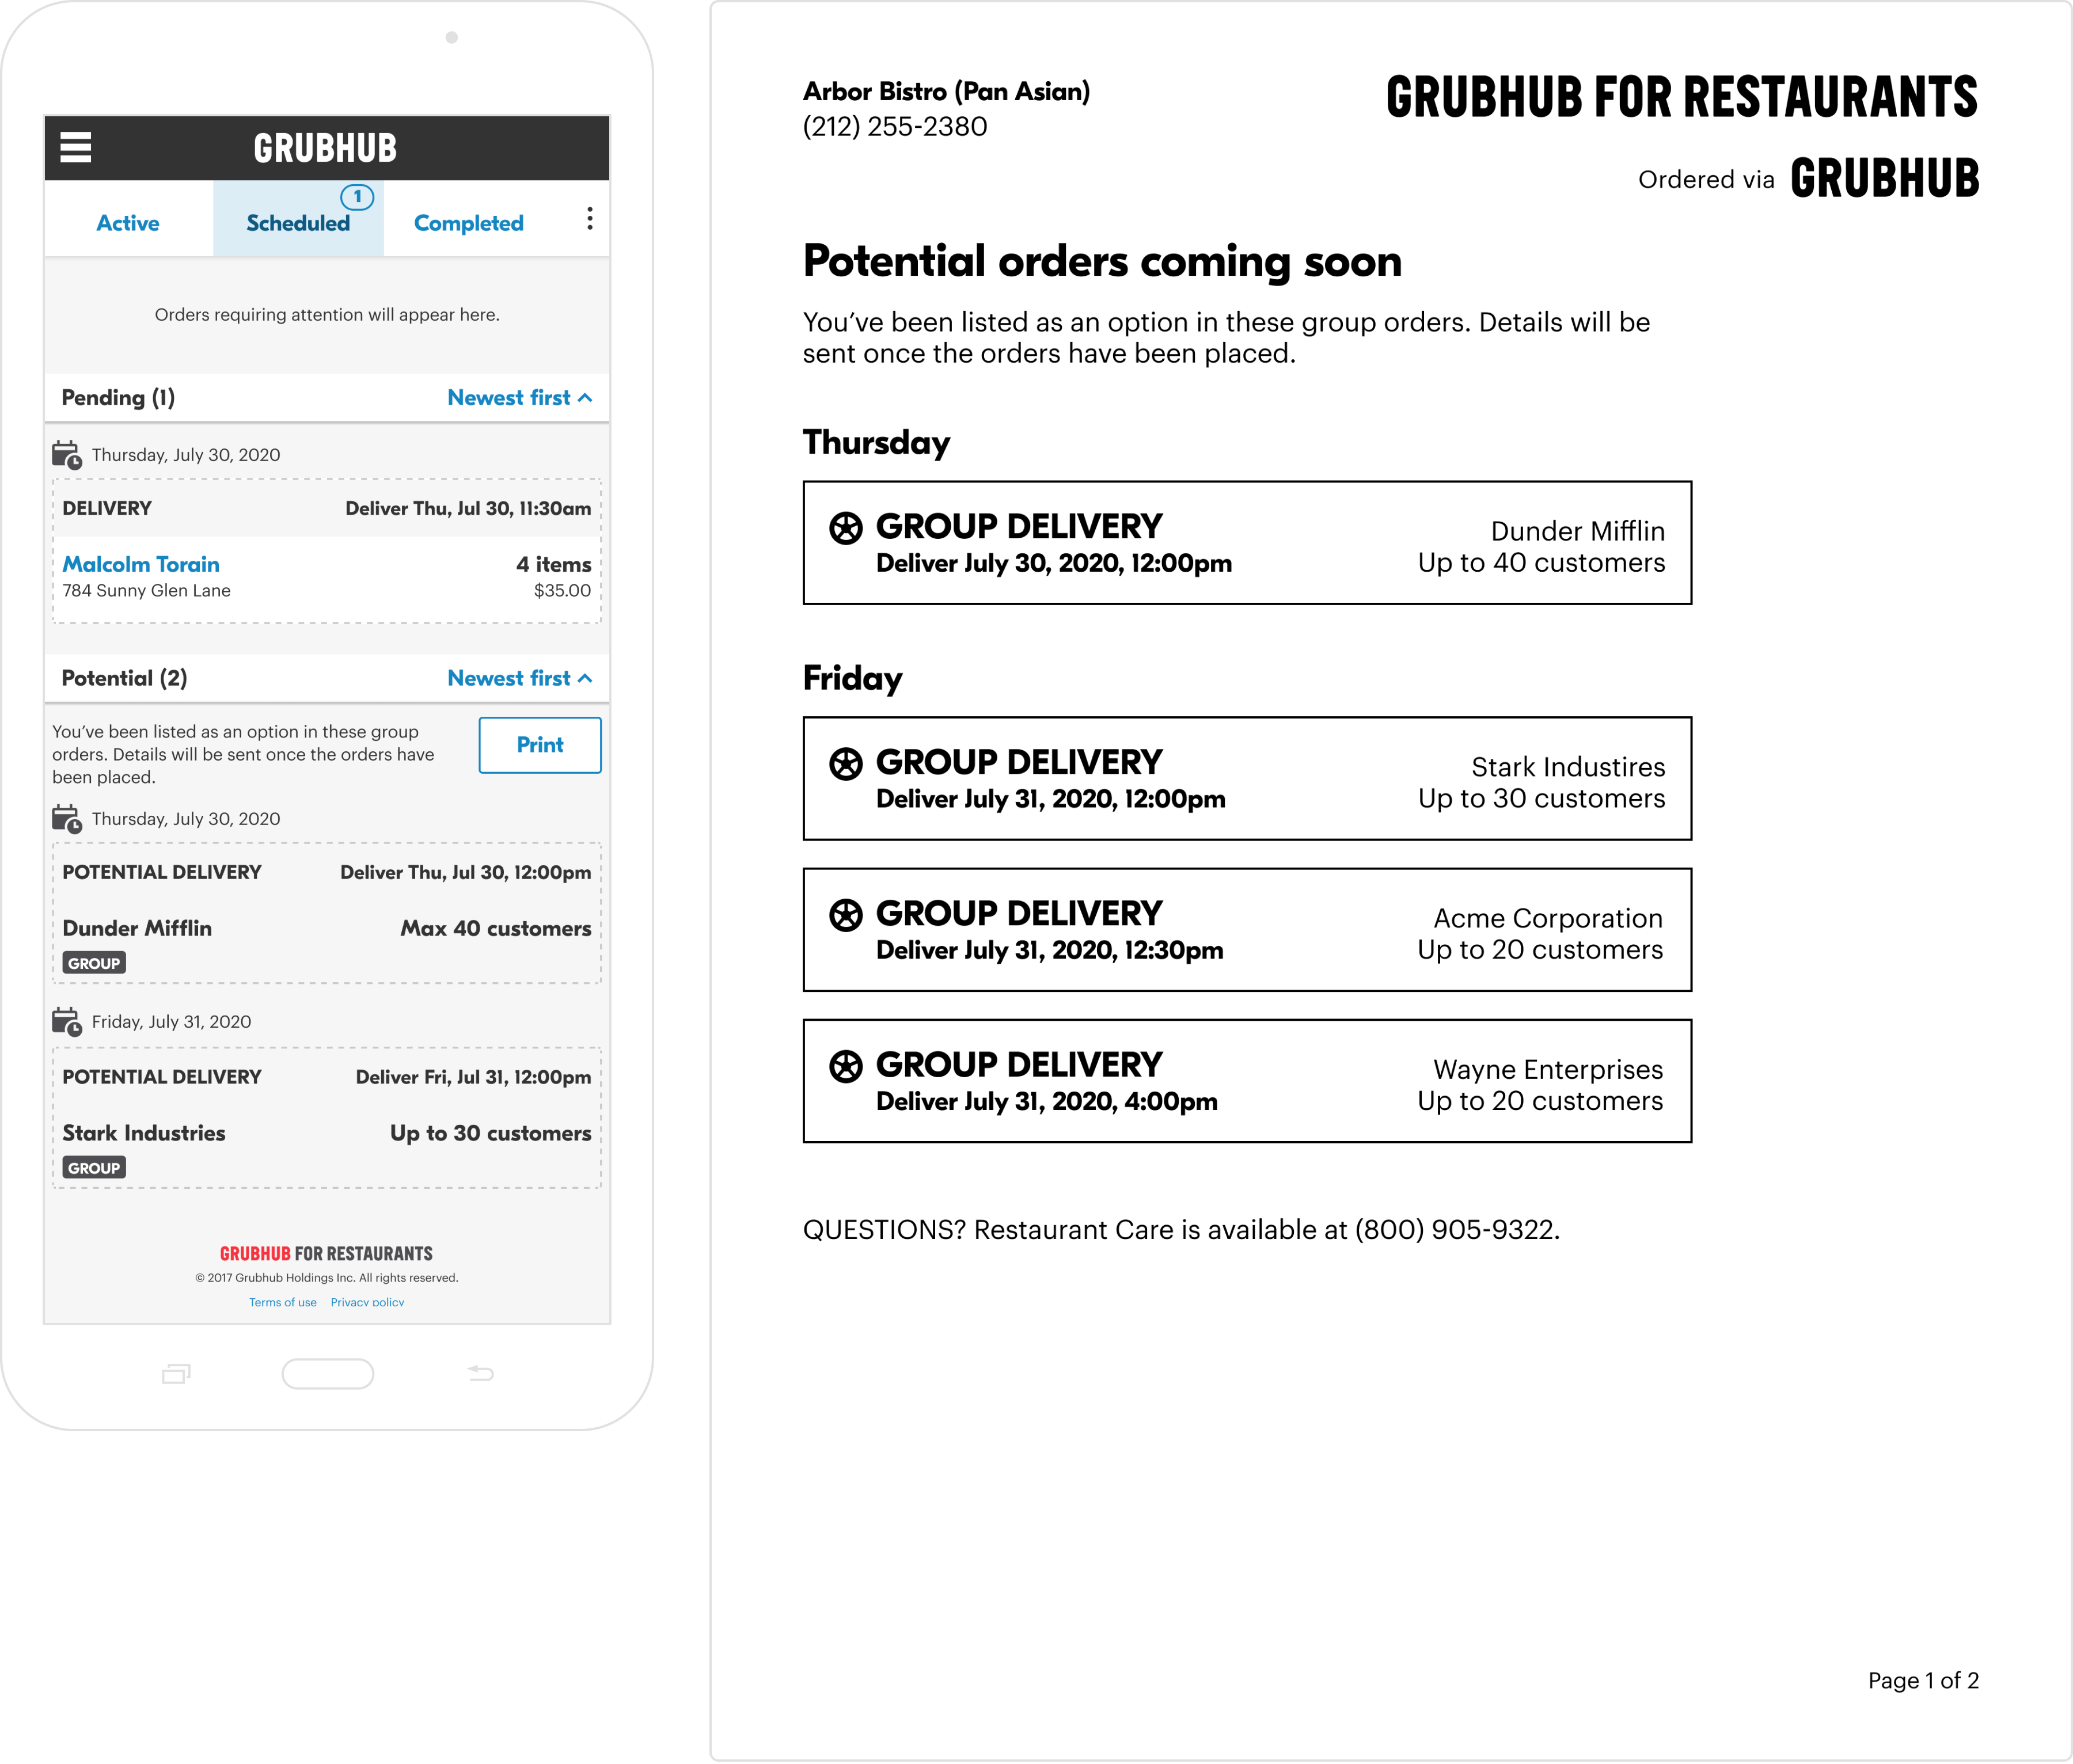 GRUBHUB
Active
Scheduled
1
Completed
Orders requiring attention will appear here.
Pending (1)
Newest first
Thursday, July 30, 2020
DELIVERY
Deliver Thu, Jul 30, 11:30am
Malcolm Torain
4 items
784 Sunny Glen Lane
$35.00
Potential (2)
Newest first
You've been listed as an option in these group
orders. Details will be sent once the orders have
been placed.
Print
Thursday, July 30, 2020
POTENTIAL DELIVERY
Deliver Thu, Jul 30, 12:00pm
Dunder Mifflin
Max 40 customers
GROUP
Friday, July 31, 2020
POTENTIAL DELIVERY
Deliver Fri, Jul 31, 12:00pm
Stark Industries
Up to 30 customers
GROUP
GRUBHUB FOR RESTAURANTS
© 2017 Grubhub Holdings Inc. All rights reserved.
Terms of use
Privacy policy
Arbor Bistro (Pan Asian)
(212) 255-2380
GRUBHUB FOR RESTAURANTS
Ordered via GRUBHUB
Potential orders coming soon
You've been listed as an option in these group orders. Details will be
sent once the orders have been placed.
Thursday
GROUP DELIVERY
Deliver July 30, 2020, 12:00pm
Dunder Mifflin
Up to 40 customers
Friday
GROUP DELIVERY
Deliver July 31, 2020, 12:00pm
Stark Industires
Up to 30 customers
GROUP DELIVERY
Deliver July 31, 2020, 12:30pm
Acme Corporation
Up to 20 customers
GROUP DELIVERY
Deliver July 31, 2020, 4:00pm
Wayne Enterprises
Up to 20 customers
QUESTIONS? Restaurant Care is available at (800) 905-9322.
Page 1 of 2